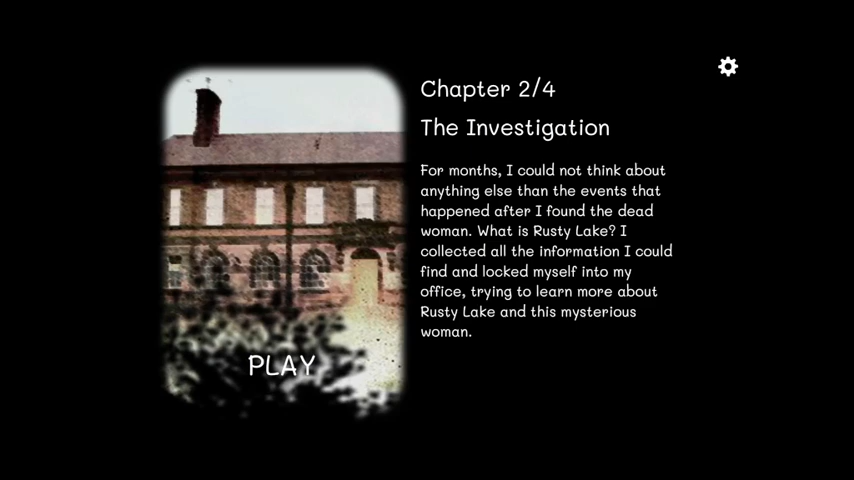 Chapter 2/4
The Investigation
For months, I could not think about
anything else than the events that
happened after I found the dead
woman. What is Rusty Lake? I
collected all the information I could
find and locked myself into my
office, trying to learn more about
Rusty Lake and this mysterious
woman.
PLAY